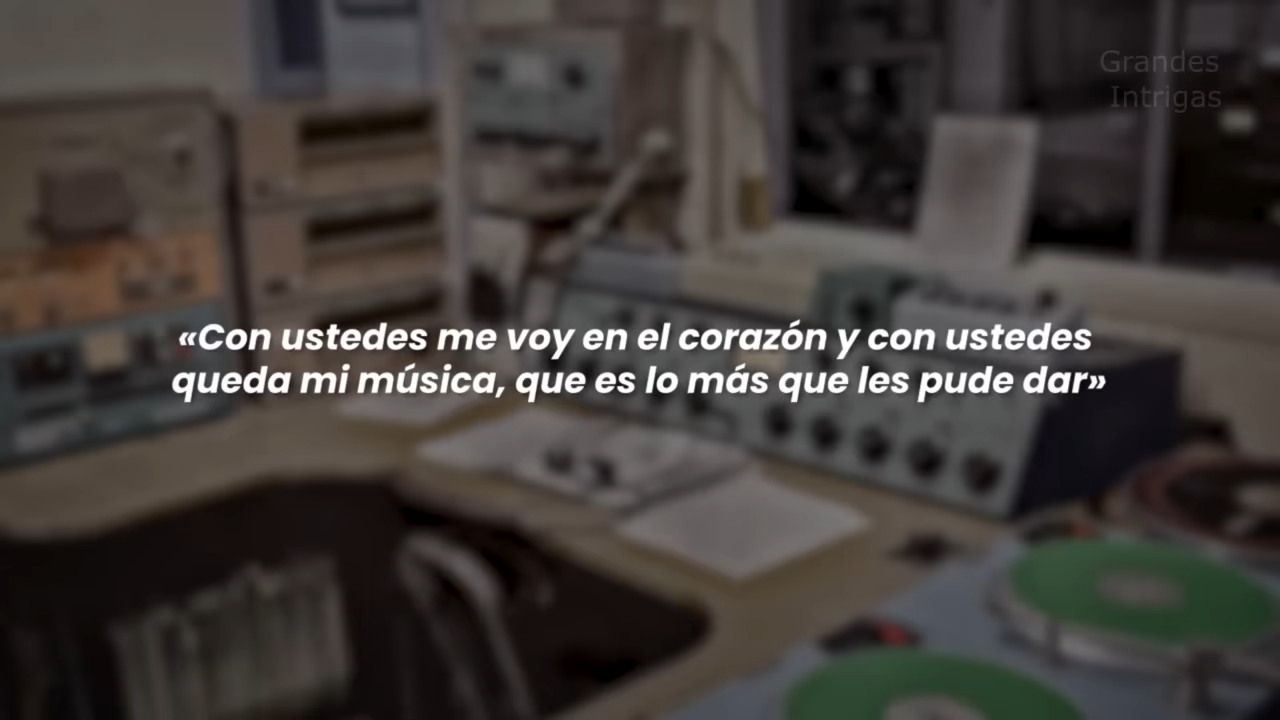 Grandes
Intrigas
«Con ustedes me voy en el corazón y con ustedes
queda mi música, que es lo más que les pude dar»